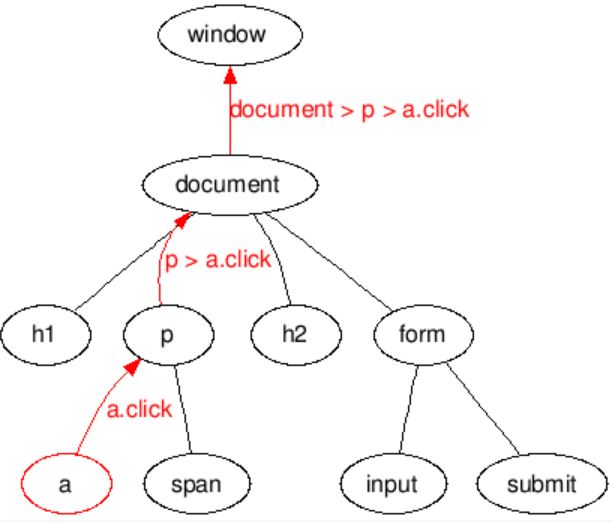 window
document > p > a.click
document
p > a.click
h1
p
h2
form
a.click
a
span
input
submit